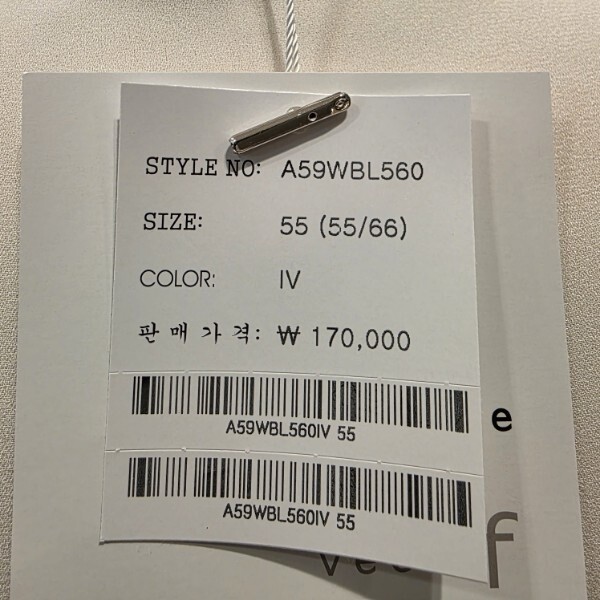 STYLE NO: A59WBL560
SIZE: 55 (55/66)
COLOR: IV
판매가격: ₩ 170,000
A59WBL560IV 55
A59WBL560IV 55
e
f